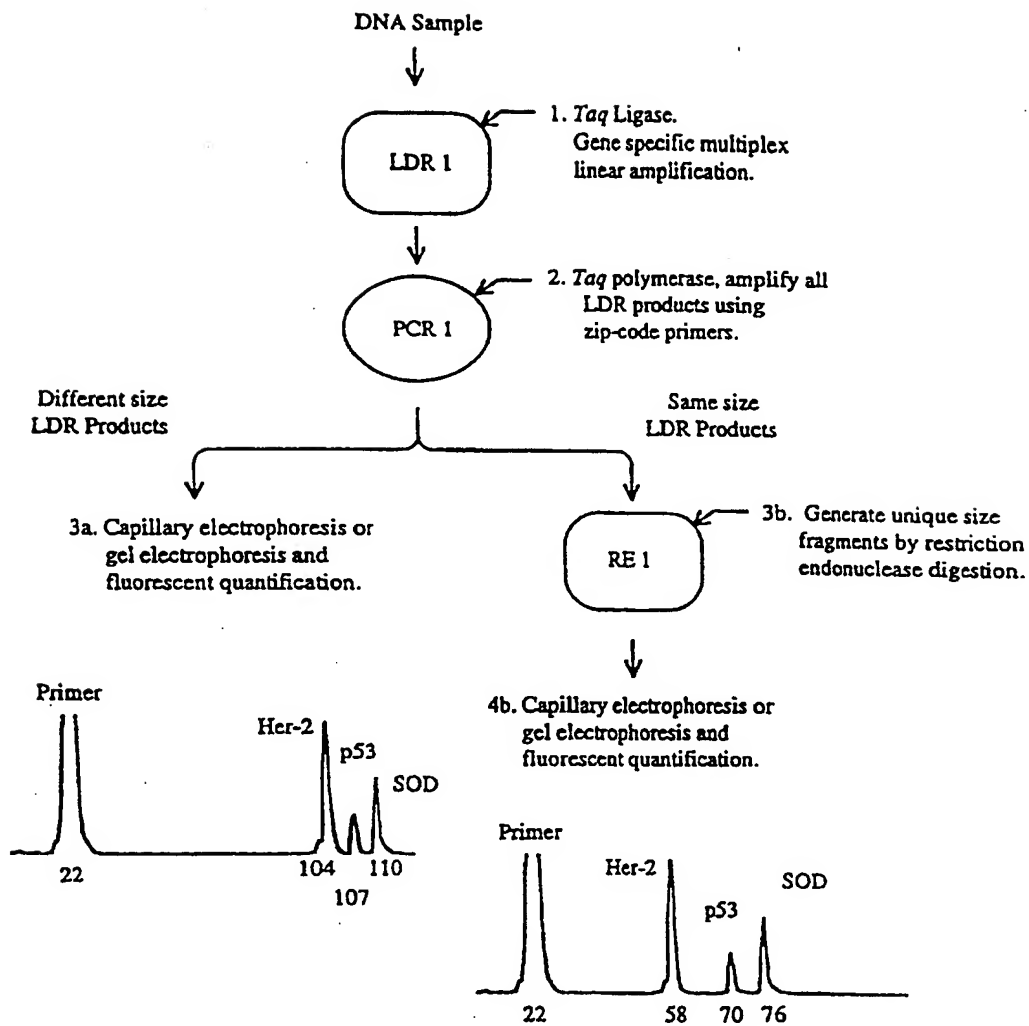 DNA Sample
LDR 1
1. Taq Ligase.
Gene specific multiplex
linear amplification.
PCR 1
2. Taq polymerase, amplify all
LDR products using
zip-code primers.
Different size
LDR Products
Same size
LDR Products
3a. Capillary electrophoresis or
gel electrophoresis and
fluorescent quantification.
RE 1
3b. Generate unique size
fragments by restriction
endonuclease digestion.
4b. Capillary electrophoresis or
gel electrophoresis and
fluorescent quantification.
Primer
Her-2
p53
SOD
22
104
107
110
Primer
Her-2
p53
SOD
22
58
70
76